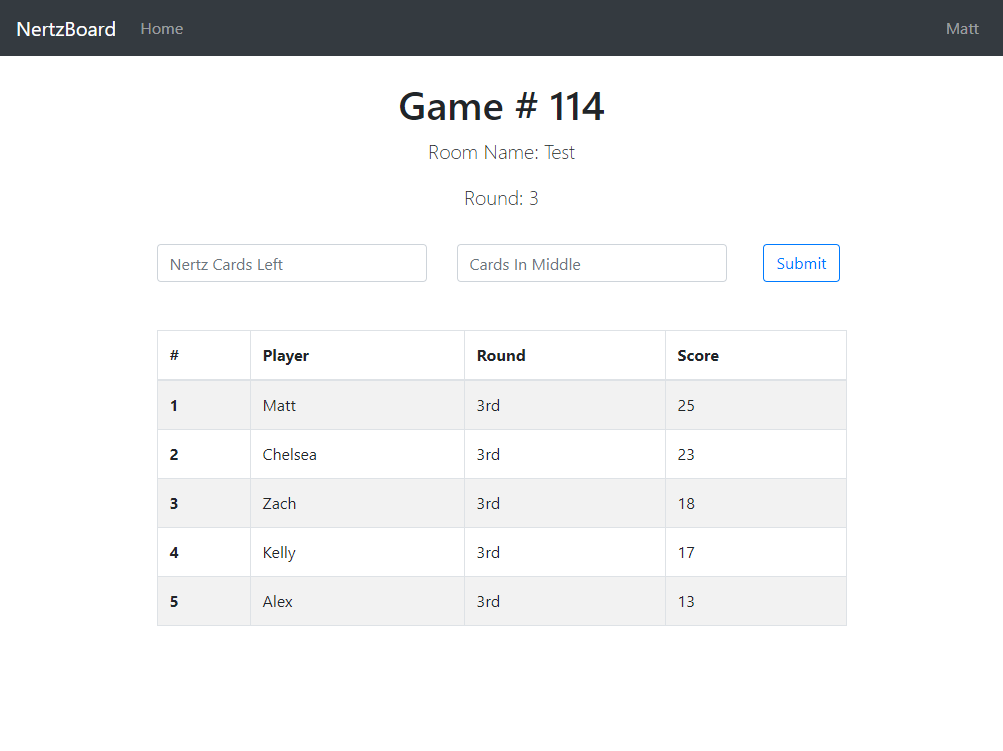 NertzBoard Home Matt
Game # 114
Room Name: Test
Round: 3
Nertz Cards Left Cards In Middle Submit
# Player Round Score
1 Matt 3rd 25
2 Chelsea 3rd 23
3 Zach 3rd 18
4 Kelly 3rd 17
5 Alex 3rd 13